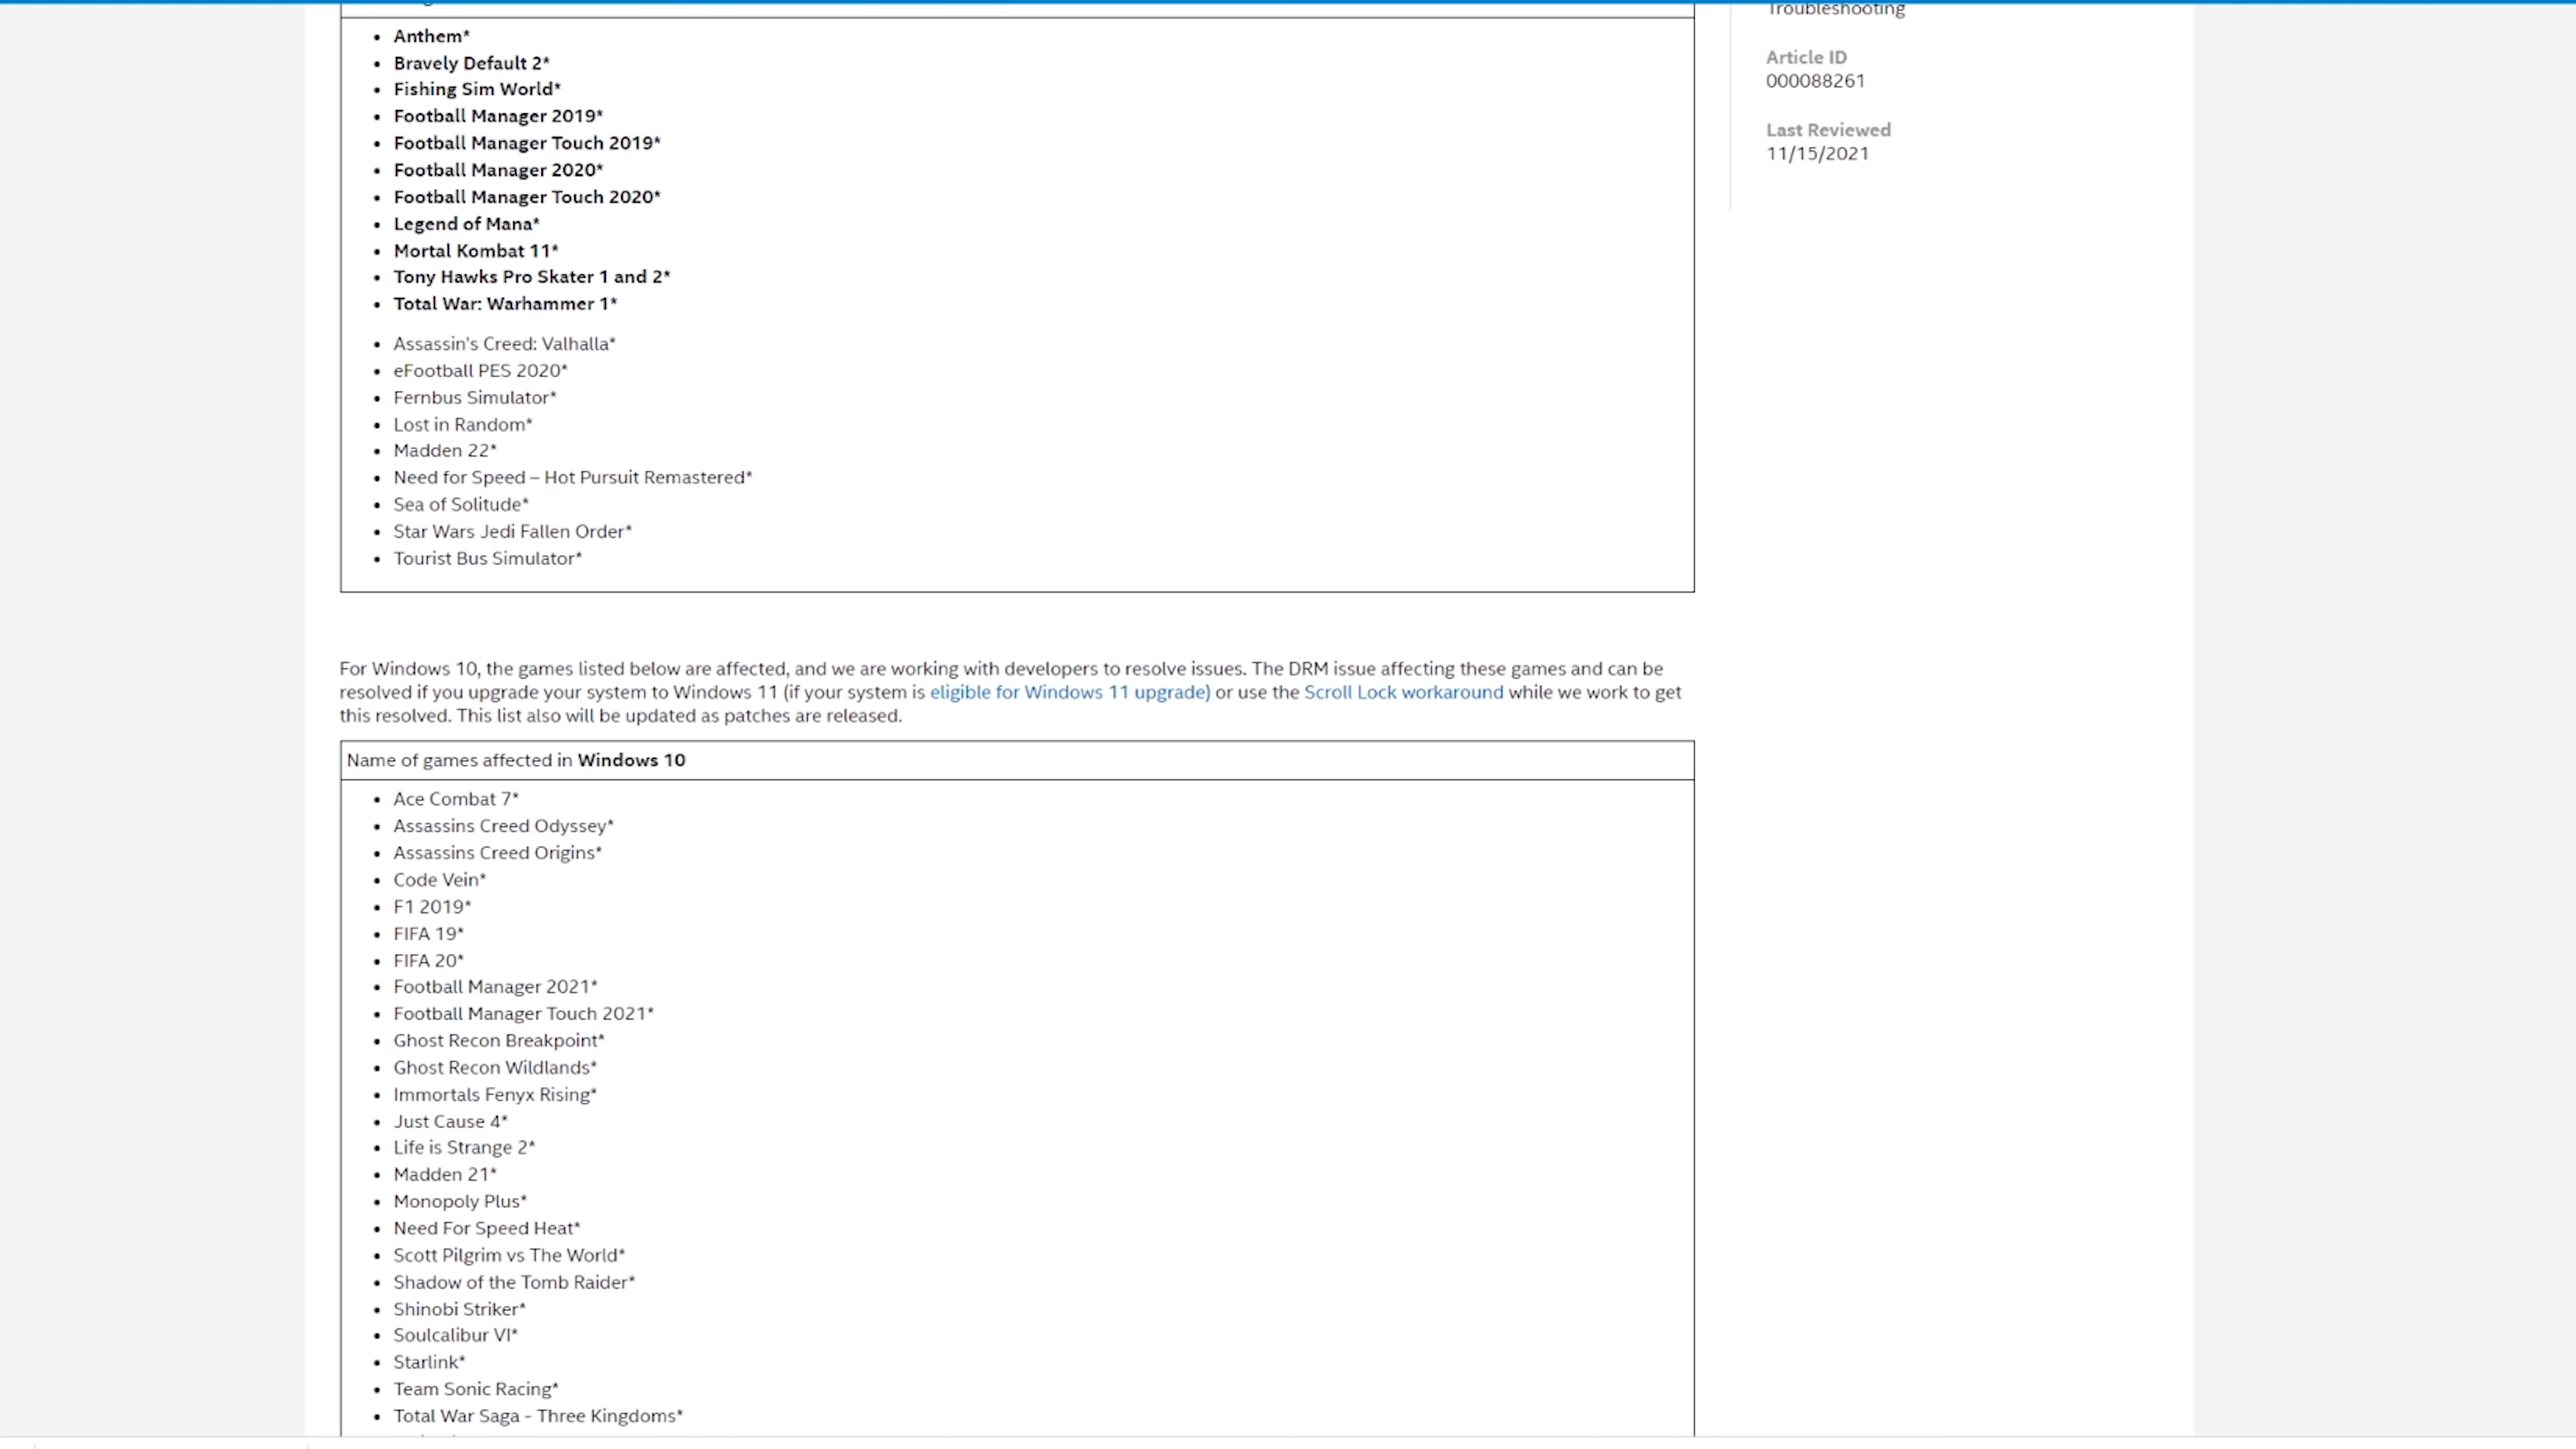 Troubleshooting
Anthem*
Bravely Default 2*
Fishing Sim World*
Football Manager 2019*
Football Manager Touch 2019*
Football Manager 2020*
Football Manager Touch 2020*
Legend of Mana*
Mortal Kombat 11*
Tony Hawks Pro Skater 1 and 2*
Total War: Warhammer 1*
Assassin's Creed: Valhalla*
eFootball PES 2020*
Fernbus Simulator*
Lost in Random*
Madden 22*
Need for Speed – Hot Pursuit Remastered*
Sea of Solitude*
Star Wars Jedi Fallen Order*
Tourist Bus Simulator*
Article ID
000088261
Last Reviewed
11/15/2021
For Windows 10, the games listed below are affected, and we are working with developers to resolve issues. The DRM issue affecting these games and can be
resolved if you upgrade your system to Windows 11 (if your system is eligible for Windows 11 upgrade) or use the Scroll Lock workaround while we work to get
this resolved. This list also will be updated as patches are released.
Name of games affected in Windows 10
Ace Combat 7*
Assassins Creed Odyssey*
Assassins Creed Origins*
Code Vein*
F1 2019*
FIFA 19*
FIFA 20*
Football Manager 2021*
Football Manager Touch 2021*
Ghost Recon Breakpoint*
Ghost Recon Wildlands*
Immortals Fenyx Rising*
Just Cause 4*
Life is Strange 2*
Madden 21*
Monopoly Plus*
Need For Speed Heat*
Scott Pilgrim vs The World*
Shadow of the Tomb Raider*
Shinobi Striker*
Soulcalibur VI*
Starlink*
Team Sonic Racing*
Total War Saga - Three Kingdoms*